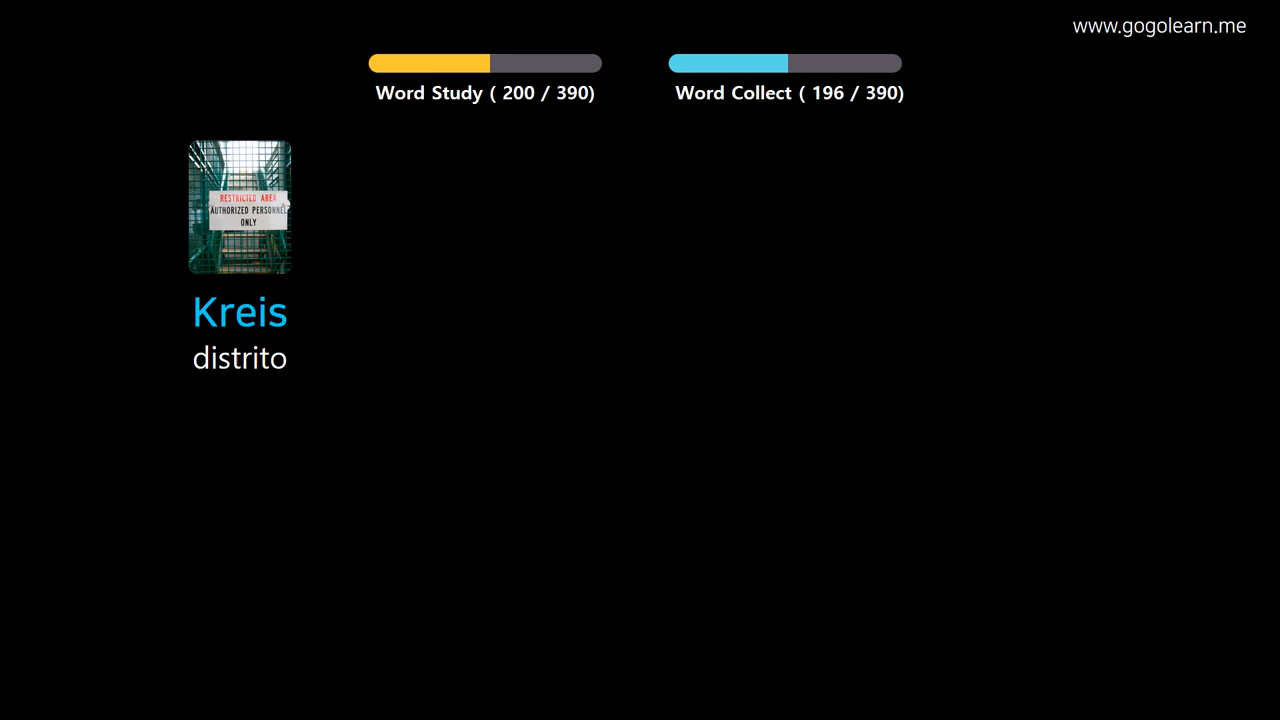 www.gogolearn.me
Word Study ( 200 / 390)
Word Collect ( 196 / 390)
RESTRICTED AREA
AUTHORIZED PERSONNEL
ONLY
Kreis
distrito